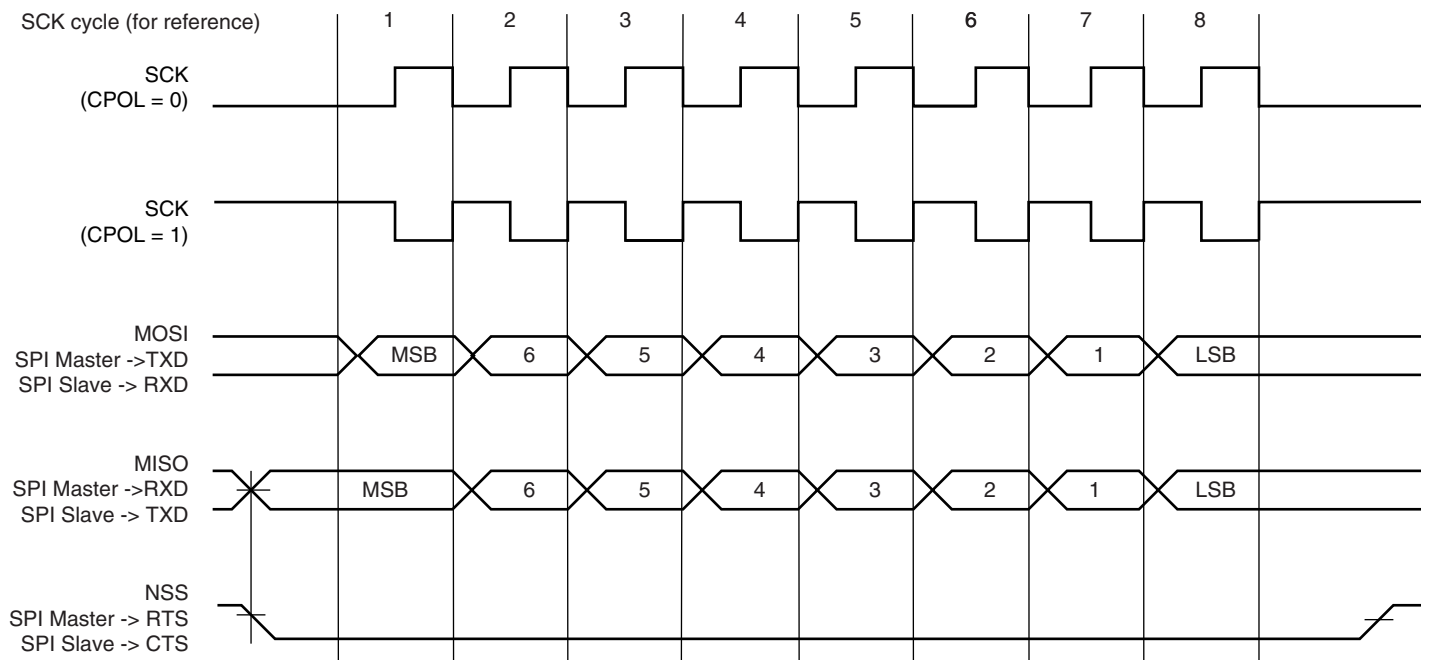 SCK cycle (for reference) 1 2 3 4 5 6 7 8
SCK
(CPOL = 0)
SCK
(CPOL = 1)
MOSI
SPI Master ->TXD
SPI Slave -> RXD
MSB 6 5 4 3 2 1 LSB
MISO
SPI Master ->RXD
SPI Slave -> TXD
MSB 6 5 4 3 2 1 LSB
NSS
SPI Master -> RTS
SPI Slave -> CTS